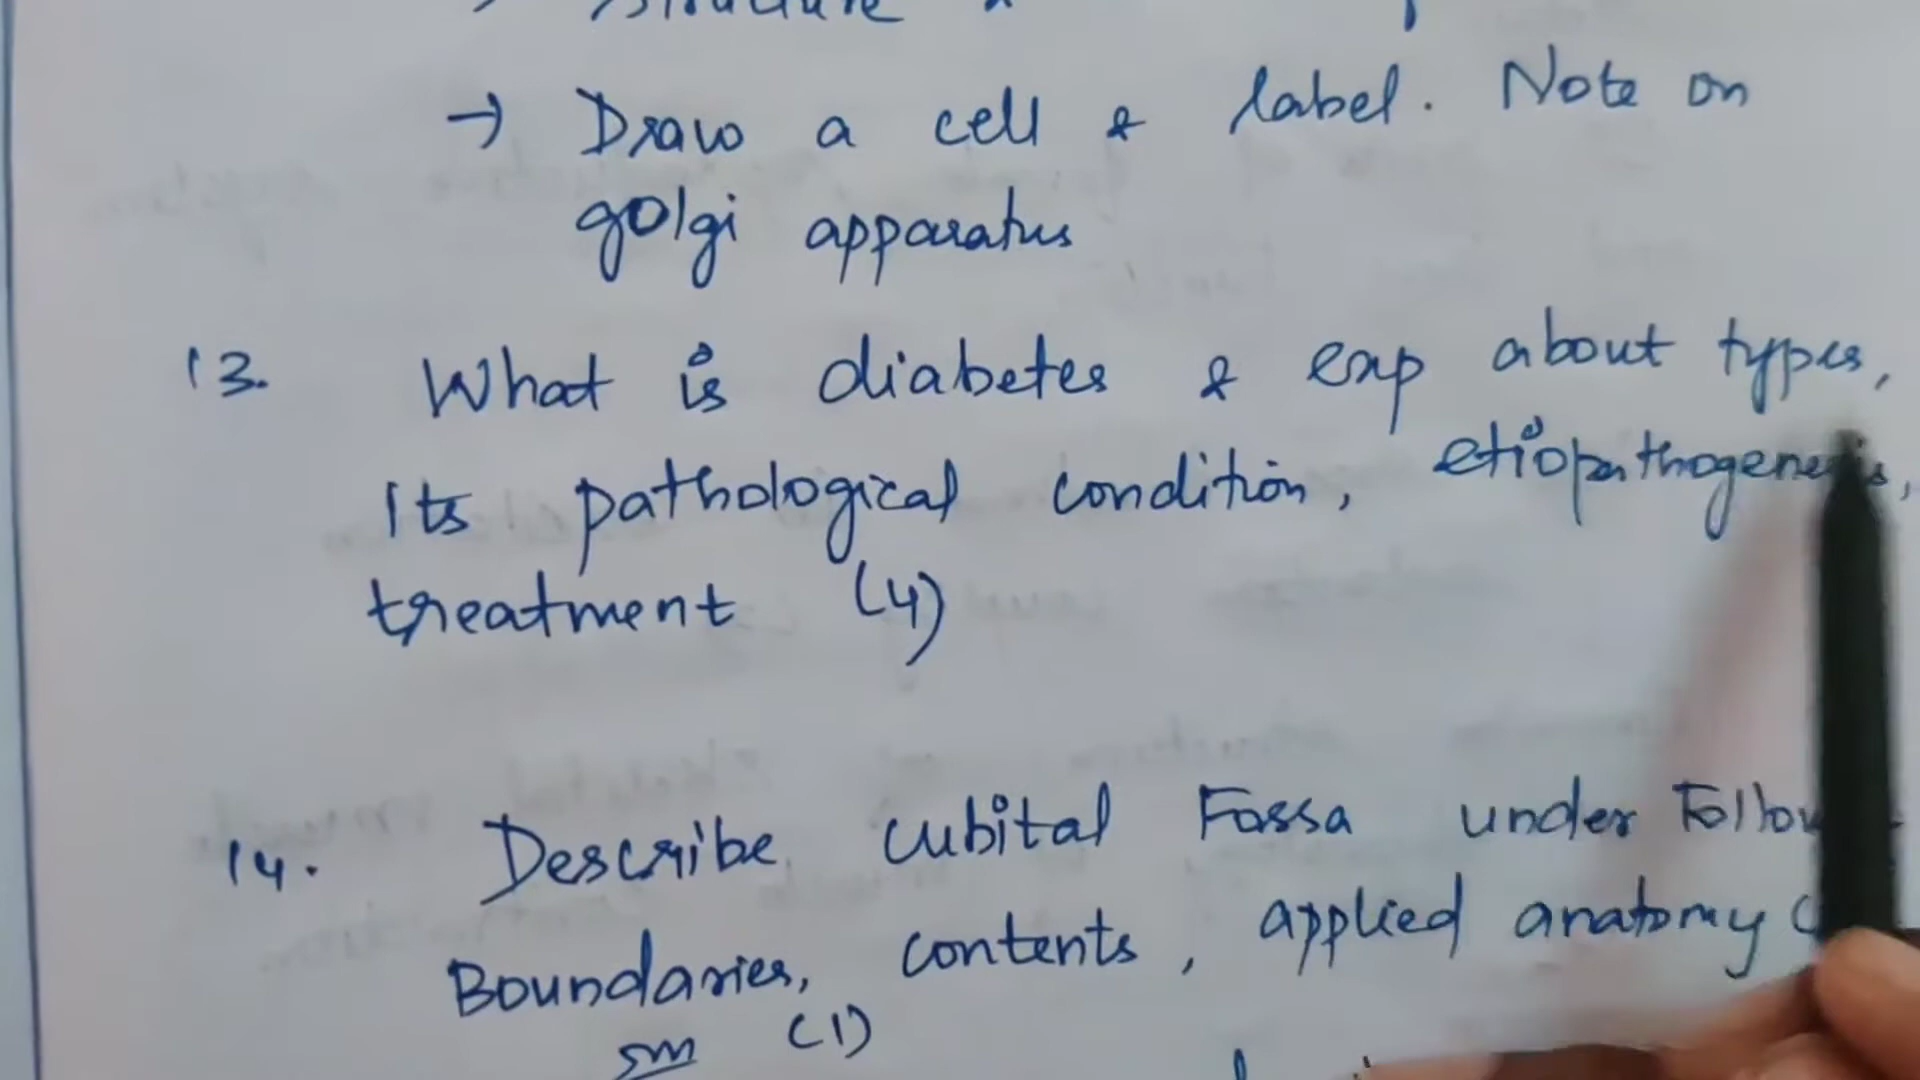 → Draw a cell & label. Note on
golgi apparatus
13. What is diabetes & exp about types,
Its pathological condition, etiopathogenesis,
treatment (4)
14. Describe cubital Fossa under
Boundaries, contents, applied anatomy
5m (1)